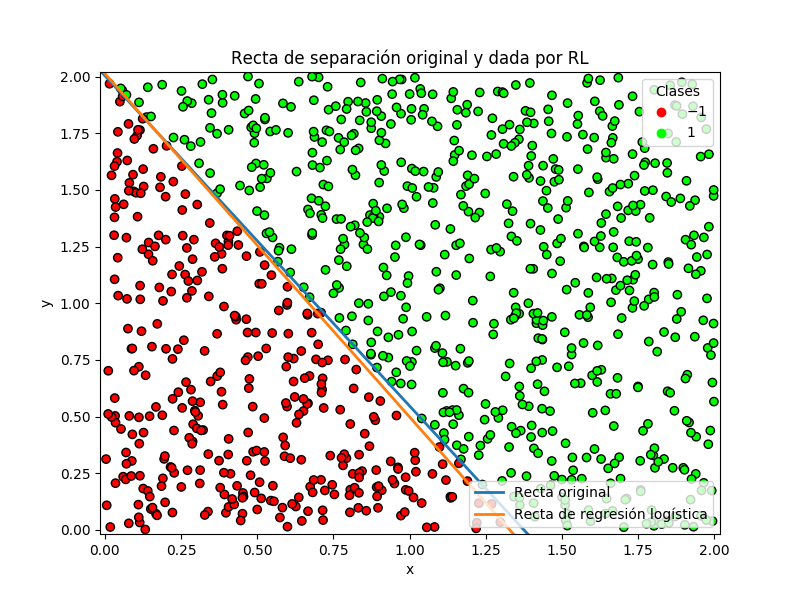 Recta de separación original y dada por RL
Clases
−1
1
2.00
1.75
1.50
1.25
1.00
0.75
0.50
0.25
0.00
y
Recta original
Recta de regresión logística
0.00 0.25 0.50 0.75 1.00 1.25 1.50 1.75 2.00
x